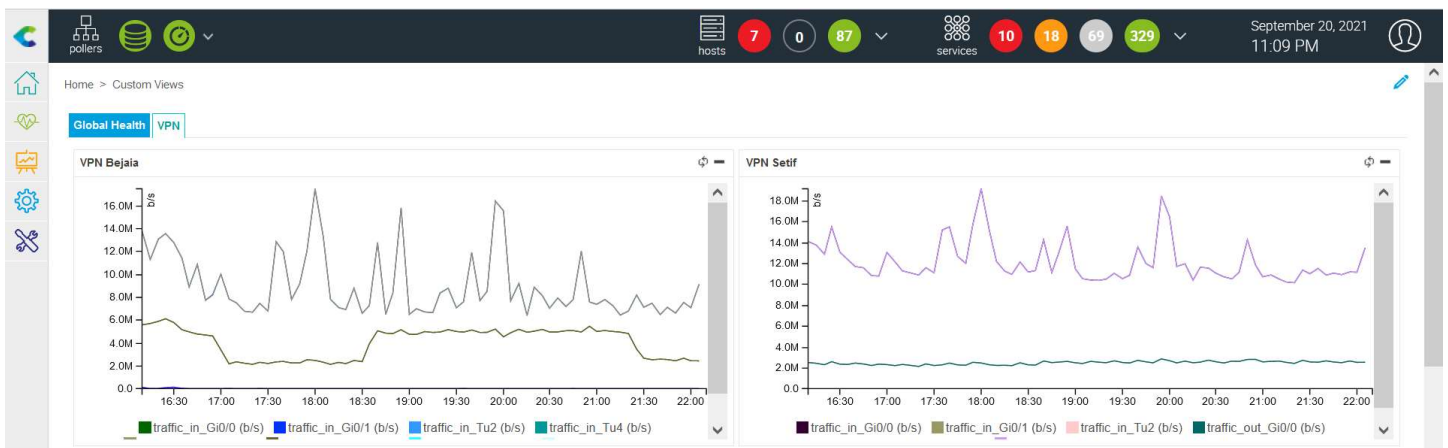 September 20, 2021
7 0 87 10 18 69 329
pollers hosts services 11:09 PM
Home > Custom Views
Global Health VPN
VPN Bejaia
b/s
16.0M
14.0M
12.0M
10.0M
8.0M
6.0M
4.0M
2.0M
0.0
16:30 17:00 17:30 18:00 18:30 19:00 19:30 20:00 20:30 21:00 21:30 22:00
traffic_in_Gi0/0 (b/s) traffic_in_Gi0/1 (b/s) traffic_in_Tu2 (b/s) traffic_in_Tu4 (b/s)
VPN Setif
b/s
18.0M
16.0M
14.0M
12.0M
10.0M
8.0M
6.0M
4.0M
2.0M
0.0
16:30 17:00 17:30 18:00 18:30 19:00 19:30 20:00 20:30 21:00 21:30 22:00
traffic_in_Gi0/0 (b/s) traffic_in_Gi0/1 (b/s) traffic_in_Tu2 (b/s) traffic_out_Gi0/0 (b/s)